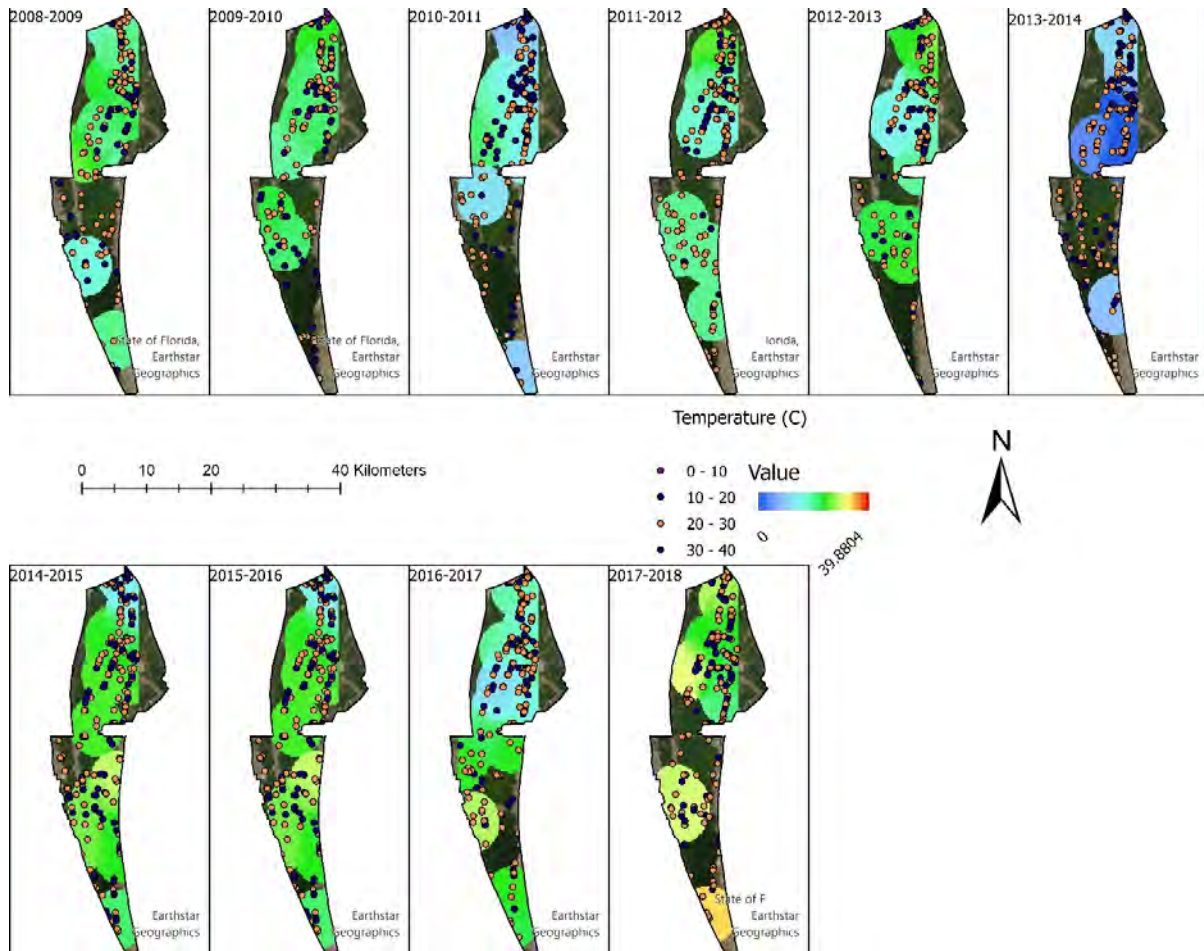 2008-2009
2009-2010
2010-2011
2011-2012
2012-2013
2013-2014
State of Florida,
Earthstar
Geographics
State of Florida,
Earthstar
Geographics
Earthstar
Geographics
lorida,
Earthstar
Geographics
Earthstar
Geographics
Earthstar
Geographics
Temperature (C)
0 10 20 40 Kilometers
0 - 10
10 - 20
20 - 30
30 - 40
Value
0
39.8804
N
2014-2015
2015-2016
2016-2017
2017-2018
Earthstar
Geographics
Earthstar
Geographics
Earthstar
Geographics
State of F
Earthstar
Geographics